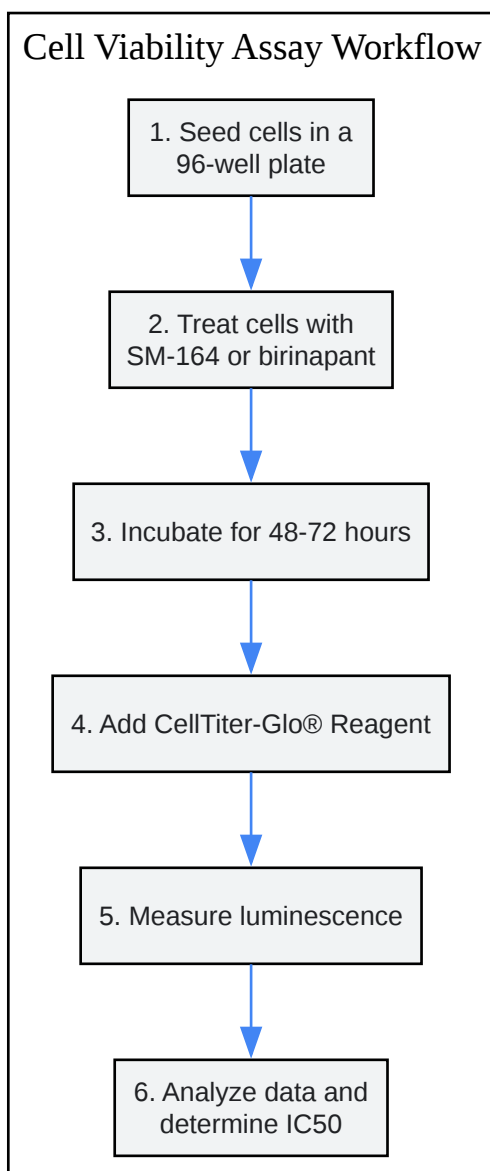 Cell Viability Assay Workflow
1. Seed cells in a
96-well plate
2. Treat cells with
SM-164 or birinapant
3. Incubate for 48-72 hours
4. Add CellTiter-Glo® Reagent
5. Measure luminescence
6. Analyze data and
determine IC50